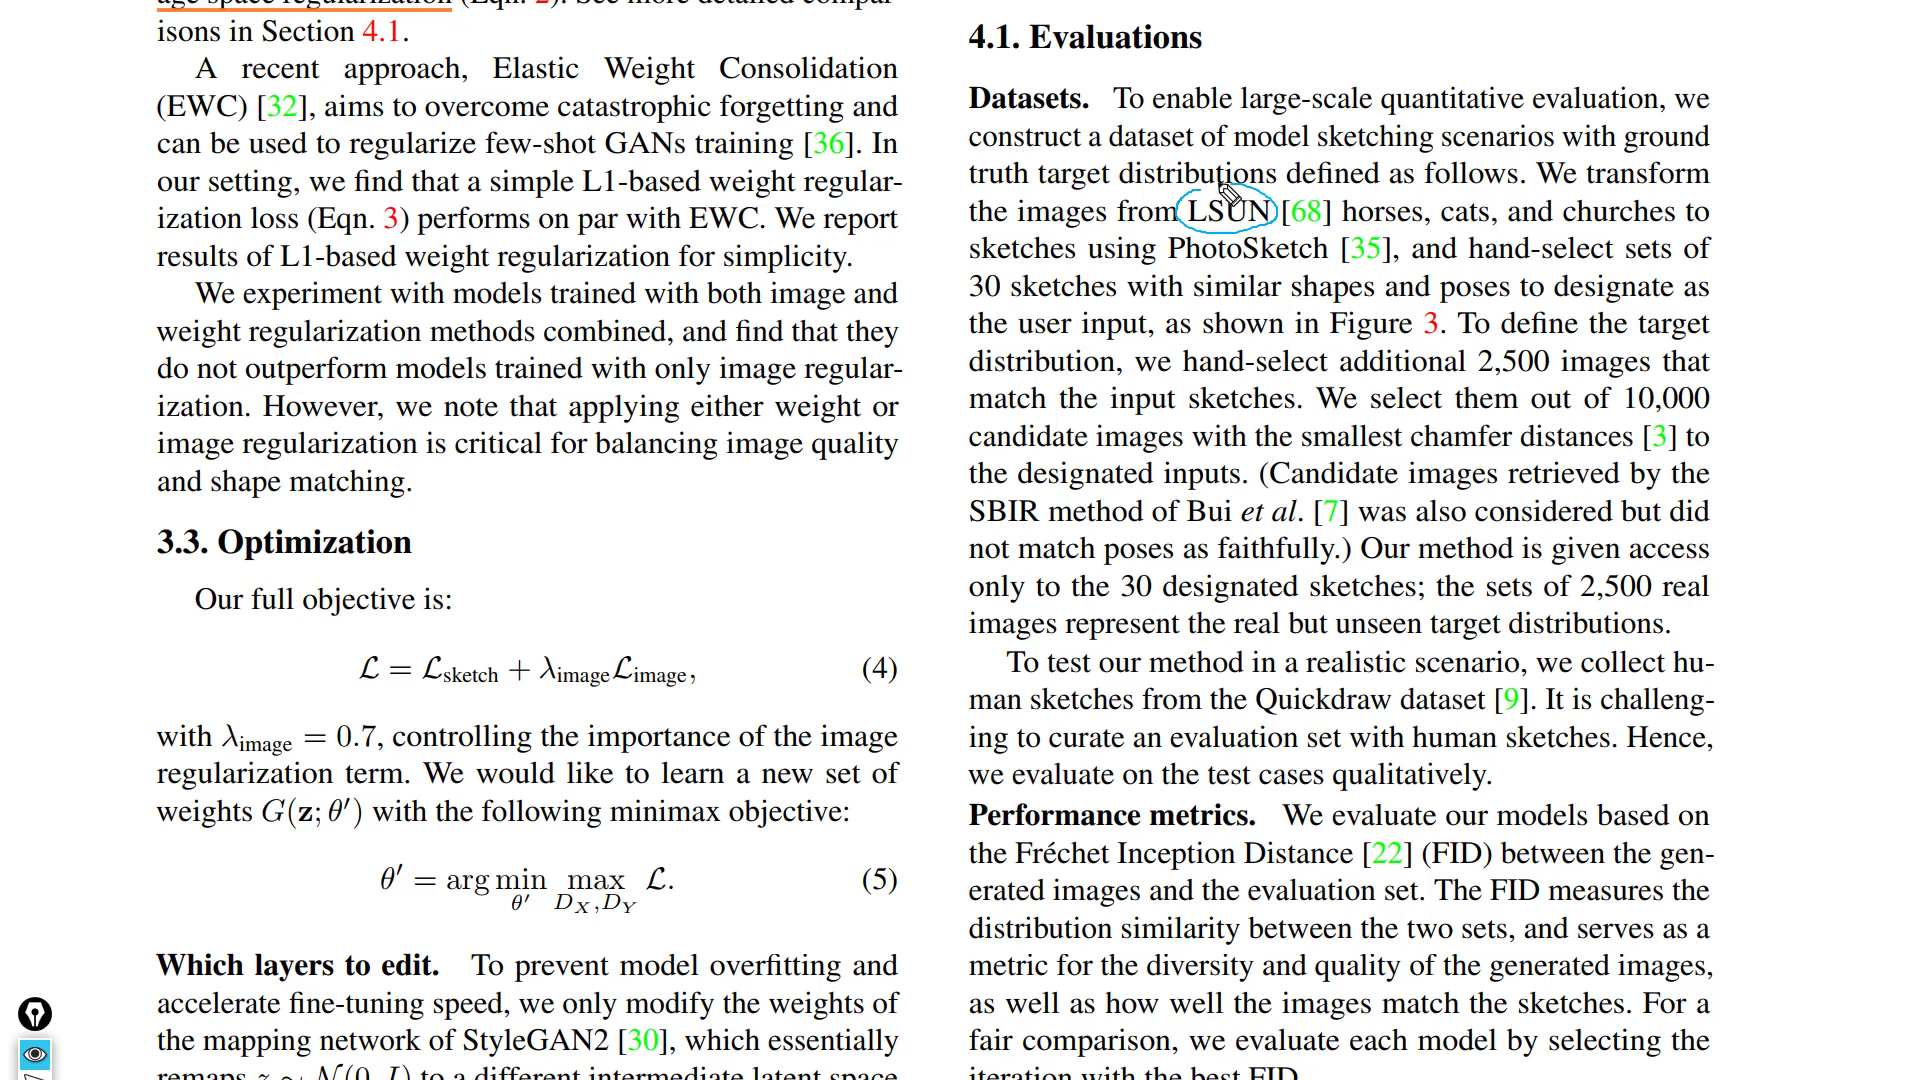 age-space regularization (Eqn. 2). See more detailed compar-
isons in Section 4.1.
A recent approach, Elastic Weight Consolidation
(EWC) [32], aims to overcome catastrophic forgetting and
can be used to regularize few-shot GANs training [36]. In
our setting, we find that a simple L1-based weight regular-
ization loss (Eqn. 3) performs on par with EWC. We report
results of L1-based weight regularization for simplicity.
We experiment with models trained with both image and
weight regularization methods combined, and find that they
do not outperform models trained with only image regular-
ization. However, we note that applying either weight or
image regularization is critical for balancing image quality
and shape matching.
3.3. Optimization
Our full objective is:
ℒ = ℒsketch + λimageℒimage, (4)
with λimage = 0.7, controlling the importance of the image
regularization term. We would like to learn a new set of
weights G(z; θ′) with the following minimax objective:
θ′ = arg min max ℒ. (5)
θ′ DX,DY
Which layers to edit. To prevent model overfitting and
accelerate fine-tuning speed, we only modify the weights of
the mapping network of StyleGAN2 [30], which essentially
remaps z ∼ N(0, I) to a different intermediate latent space
4.1. Evaluations
Datasets. To enable large-scale quantitative evaluation, we
construct a dataset of model sketching scenarios with ground
truth target distributions defined as follows. We transform
the images from LSUN [68] horses, cats, and churches to
sketches using PhotoSketch [35], and hand-select sets of
30 sketches with similar shapes and poses to designate as
the user input, as shown in Figure 3. To define the target
distribution, we hand-select additional 2,500 images that
match the input sketches. We select them out of 10,000
candidate images with the smallest chamfer distances [3] to
the designated inputs. (Candidate images retrieved by the
SBIR method of Bui et al. [7] was also considered but did
not match poses as faithfully.) Our method is given access
only to the 30 designated sketches; the sets of 2,500 real
images represent the real but unseen target distributions.
To test our method in a realistic scenario, we collect hu-
man sketches from the Quickdraw dataset [9]. It is challeng-
ing to curate an evaluation set with human sketches. Hence,
we evaluate on the test cases qualitatively.
Performance metrics. We evaluate our models based on
the Fréchet Inception Distance [22] (FID) between the gen-
erated images and the evaluation set. The FID measures the
distribution similarity between the two sets, and serves as a
metric for the diversity and quality of the generated images,
as well as how well the images match the sketches. For a
fair comparison, we evaluate each model by selecting the
iteration with the best FID.